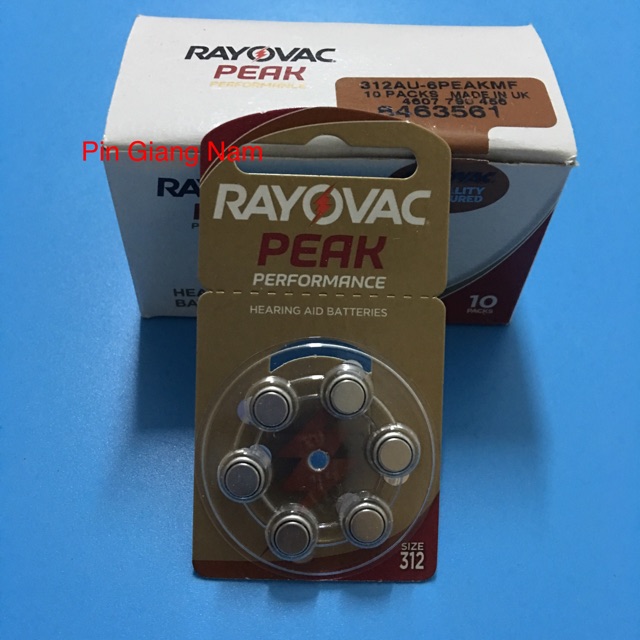 RAYOVAC
PEAK
PERFORMANCE
312AU-6PEAKMF
10 PACKS MADE IN UK
6463561
Pin Giang Nam
RAYOVAC
PEAK
PERFORMANCE
HEARING AID BATTERIES
10
PACKS
SIZE
312